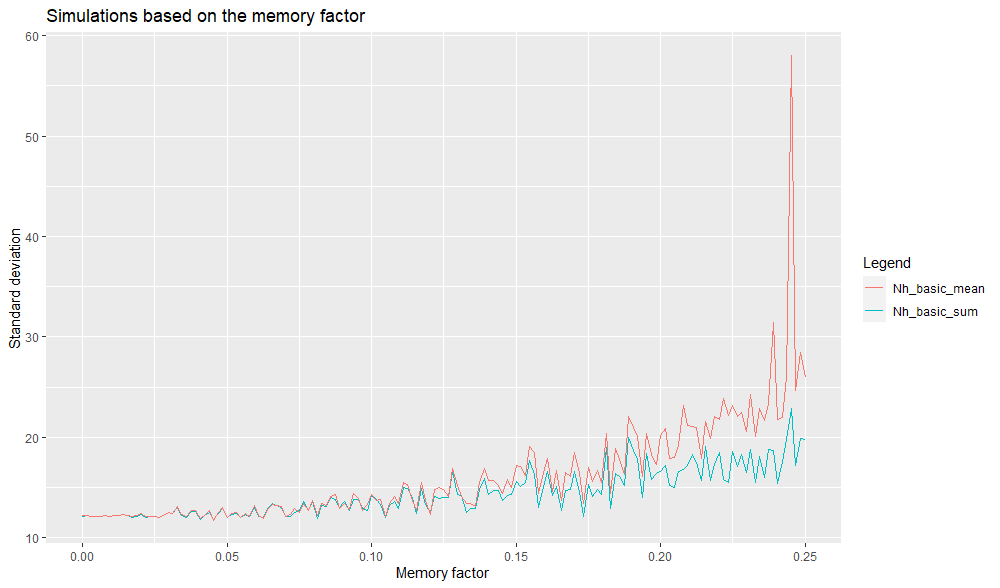 Simulations based on the memory factor
60
50
40
30
20
10
Standard deviation
0.00 0.05 0.10 0.15 0.20 0.25
Memory factor
Legend
Nh_basic_mean
Nh_basic_sum